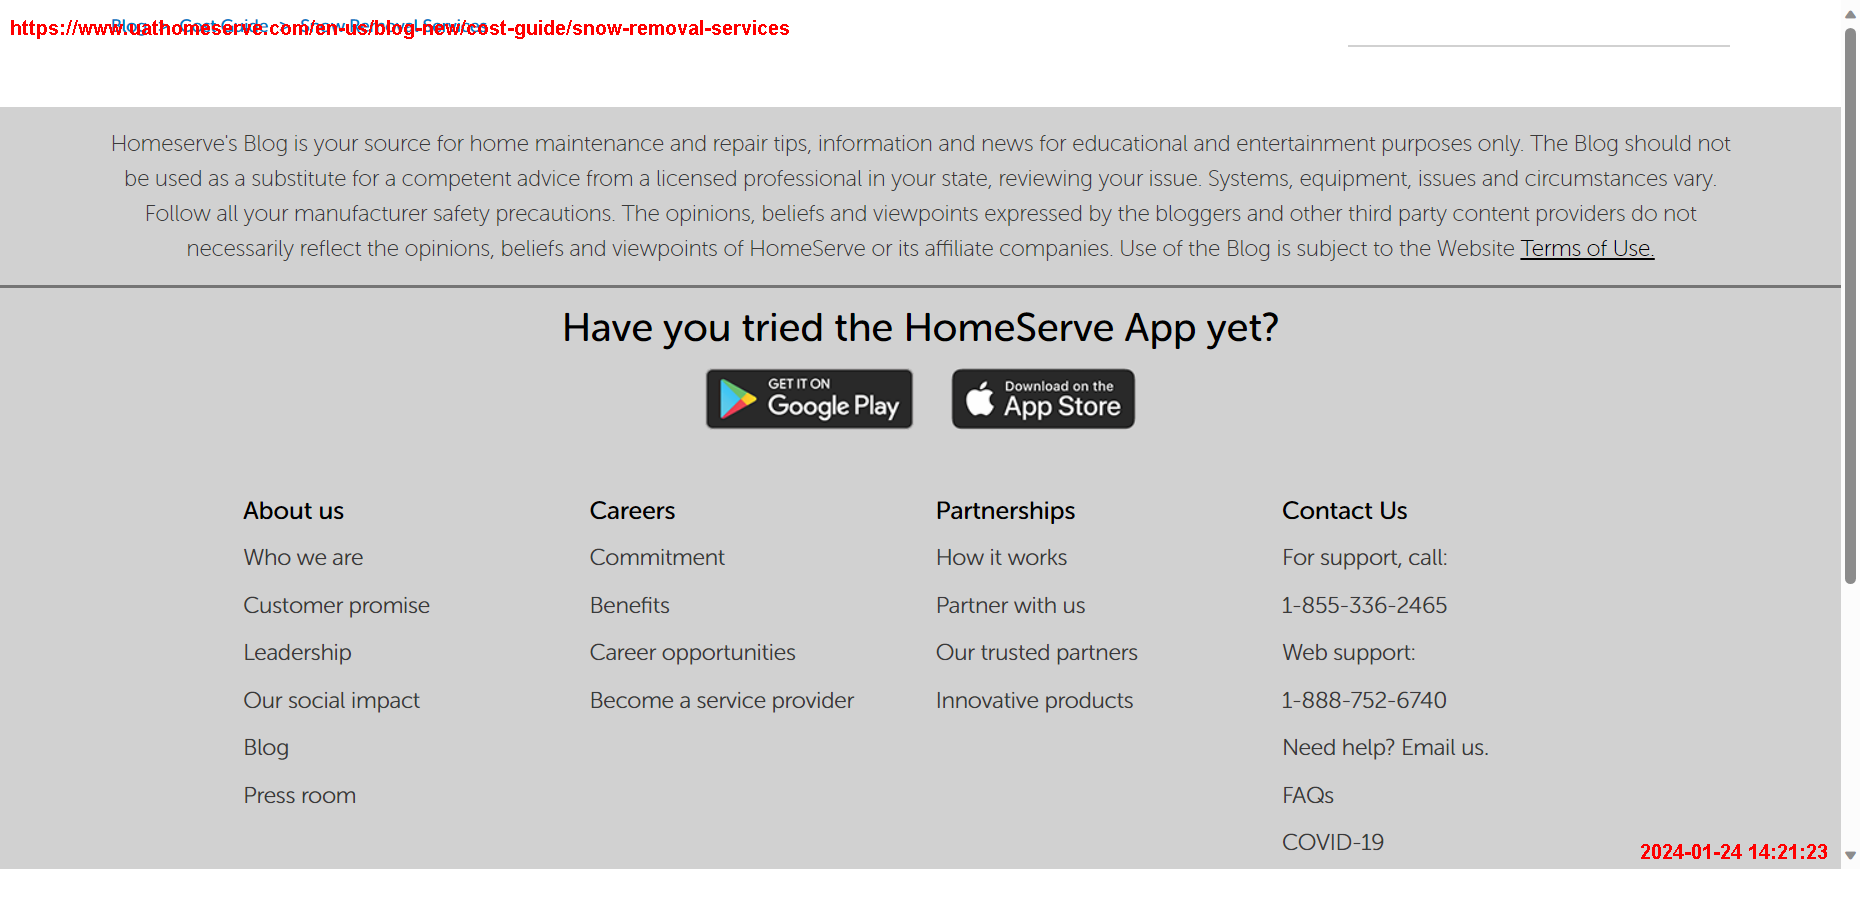 Blog > Cost Guide > Snow Removal Services
https://www.uathomeserve.com/en-us/blog-new/cost-guide/snow-removal-services
Homeserve's Blog is your source for home maintenance and repair tips, information and news for educational and entertainment purposes only. The Blog should not
be used as a substitute for a competent advice from a licensed professional in your state, reviewing your issue. Systems, equipment, issues and circumstances vary.
Follow all your manufacturer safety precautions. The opinions, beliefs and viewpoints expressed by the bloggers and other third party content providers do not
necessarily reflect the opinions, beliefs and viewpoints of HomeServe or its affiliate companies. Use of the Blog is subject to the Website Terms of Use.
Have you tried the HomeServe App yet?
GET IT ON
Google Play
Download on the
App Store
About us
Who we are
Customer promise
Leadership
Our social impact
Blog
Press room
Careers
Commitment
Benefits
Career opportunities
Become a service provider
Partnerships
How it works
Partner with us
Our trusted partners
Innovative products
Contact Us
For support, call:
1-855-336-2465
Web support:
1-888-752-6740
Need help? Email us.
FAQs
COVID-19
2024-01-24 14:21:23